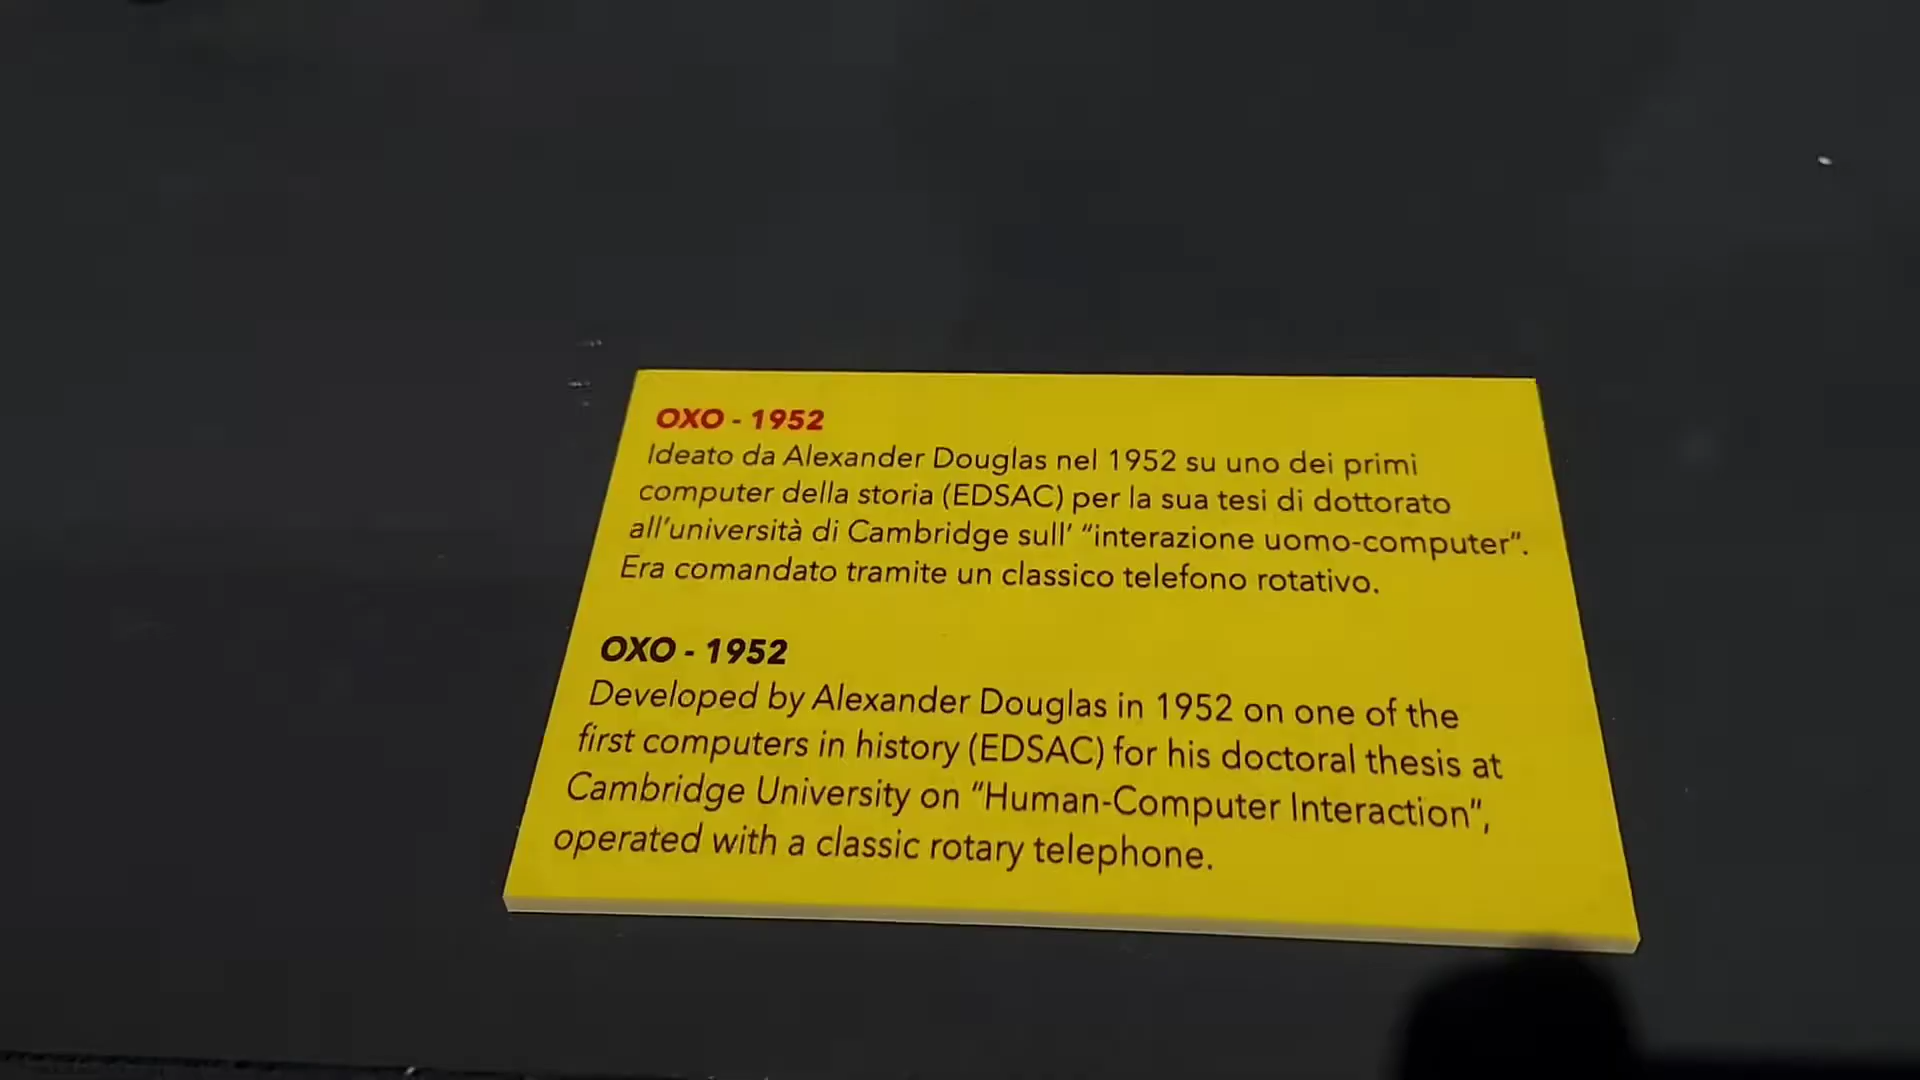 OXO - 1952
Ideato da Alexander Douglas nel 1952 su uno dei primi
computer della storia (EDSAC) per la sua tesi di dottorato
all'università di Cambridge sull' "interazione uomo-computer".
Era comandato tramite un classico telefono rotativo.
OXO - 1952
Developed by Alexander Douglas in 1952 on one of the
first computers in history (EDSAC) for his doctoral thesis at
Cambridge University on "Human-Computer Interaction",
operated with a classic rotary telephone.